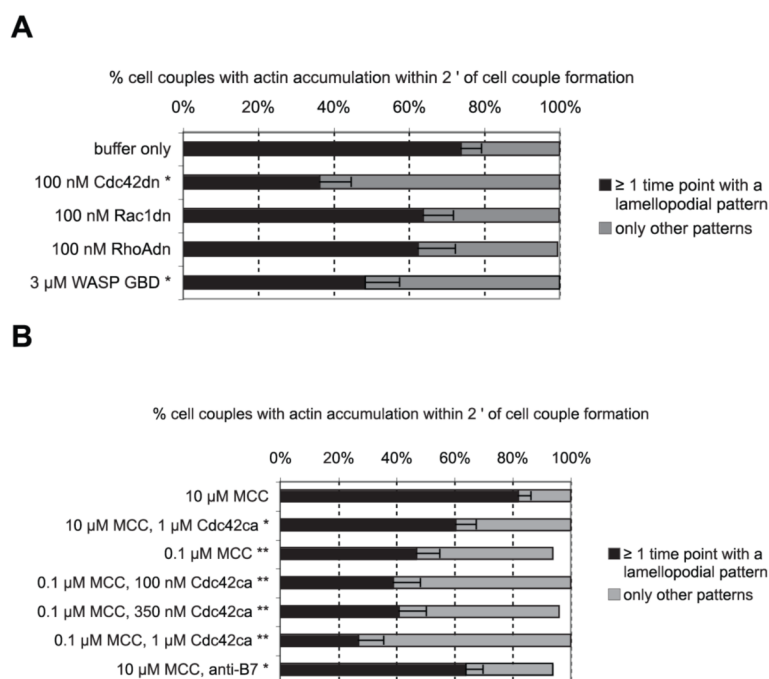 A
% cell couples with actin accumulation within 2 ' of cell couple formation
0% 20% 40% 60% 80% 100%
buffer only
100 nM Cdc42dn *
100 nM Rac1dn
100 nM RhoAdn
3 µM WASP GBD *
≥ 1 time point with a
lamellopodial pattern
only other patterns
B
% cell couples with actin accumulation within 2 ' of cell couple formation
0% 20% 40% 60% 80% 100%
10 µM MCC
10 µM MCC, 1 µM Cdc42ca *
0.1 µM MCC **
0.1 µM MCC, 100 nM Cdc42ca **
0.1 µM MCC, 350 nM Cdc42ca **
0.1 µM MCC, 1 µM Cdc42ca **
10 µM MCC, anti-B7 *
≥ 1 time point with a
lamellopodial pattern
only other patterns